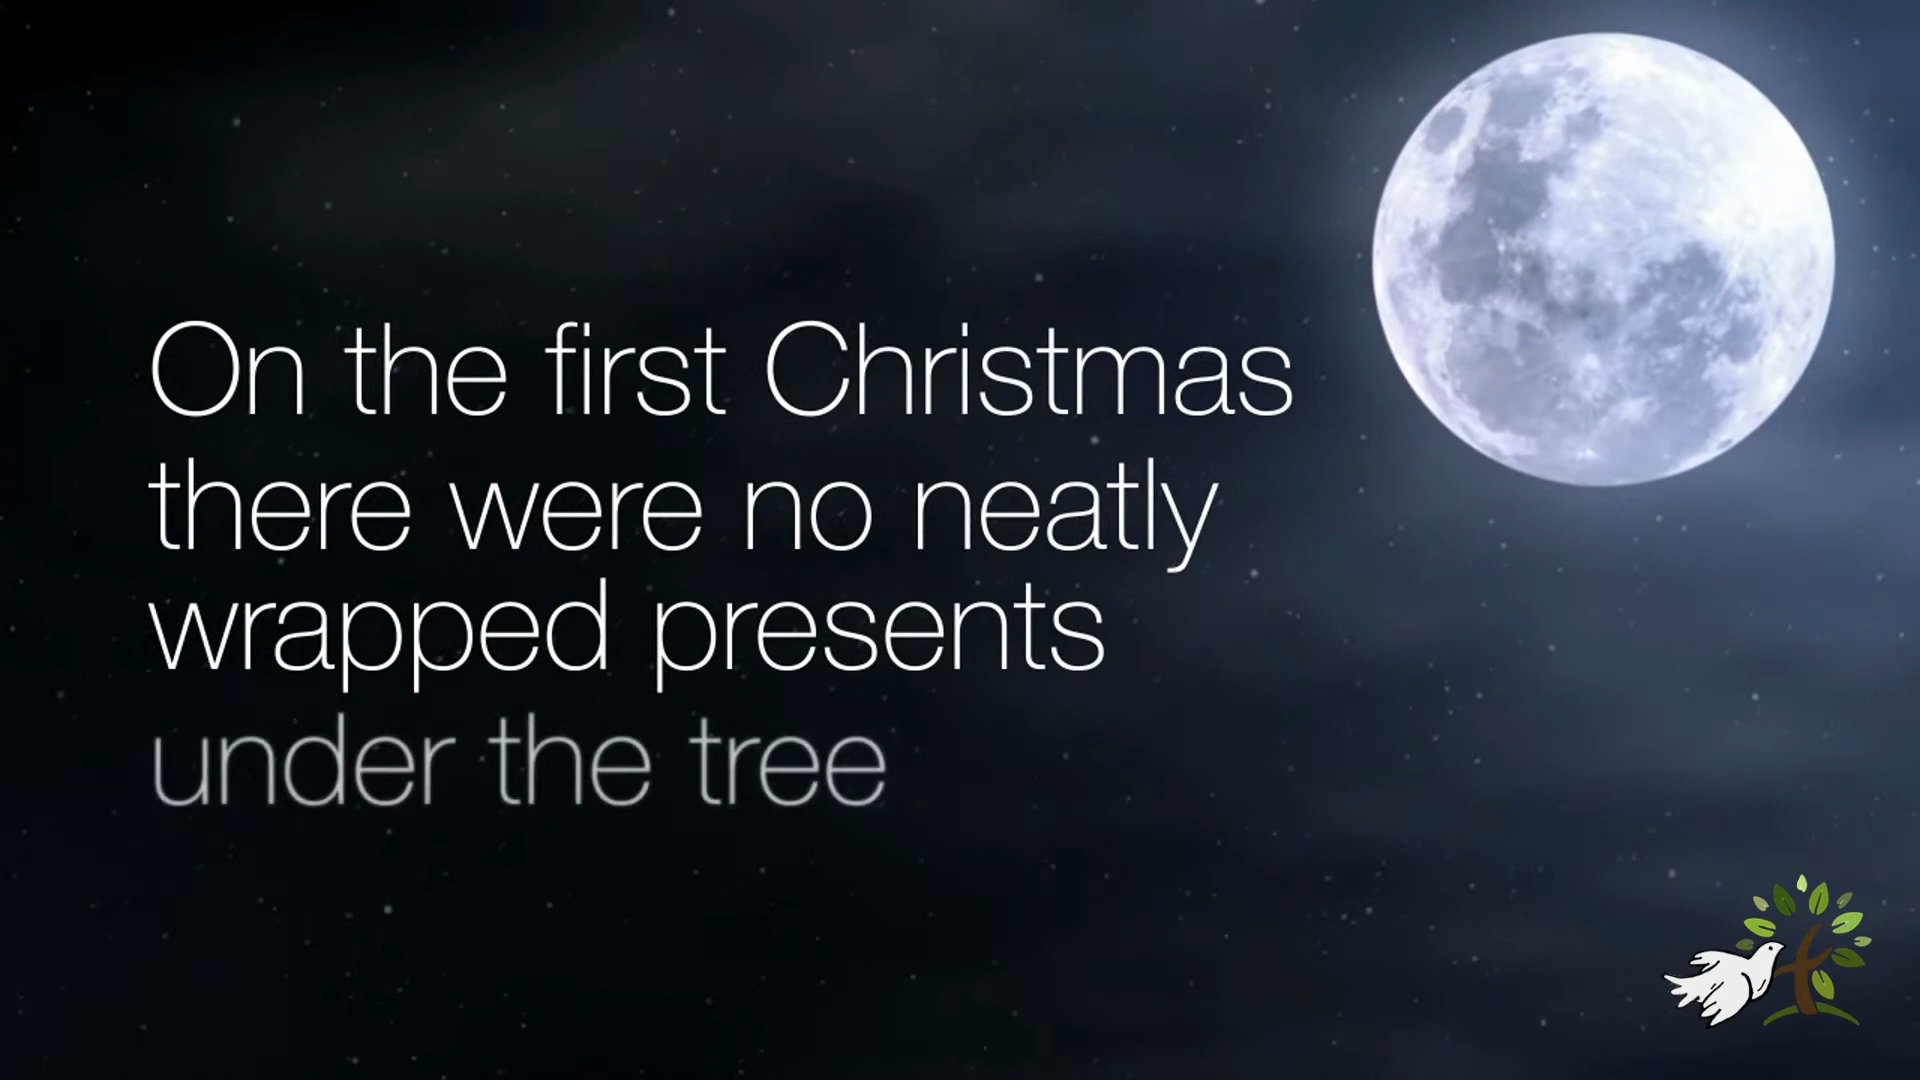 On the first Christmas
there were no neatly
wrapped presents
under the tree